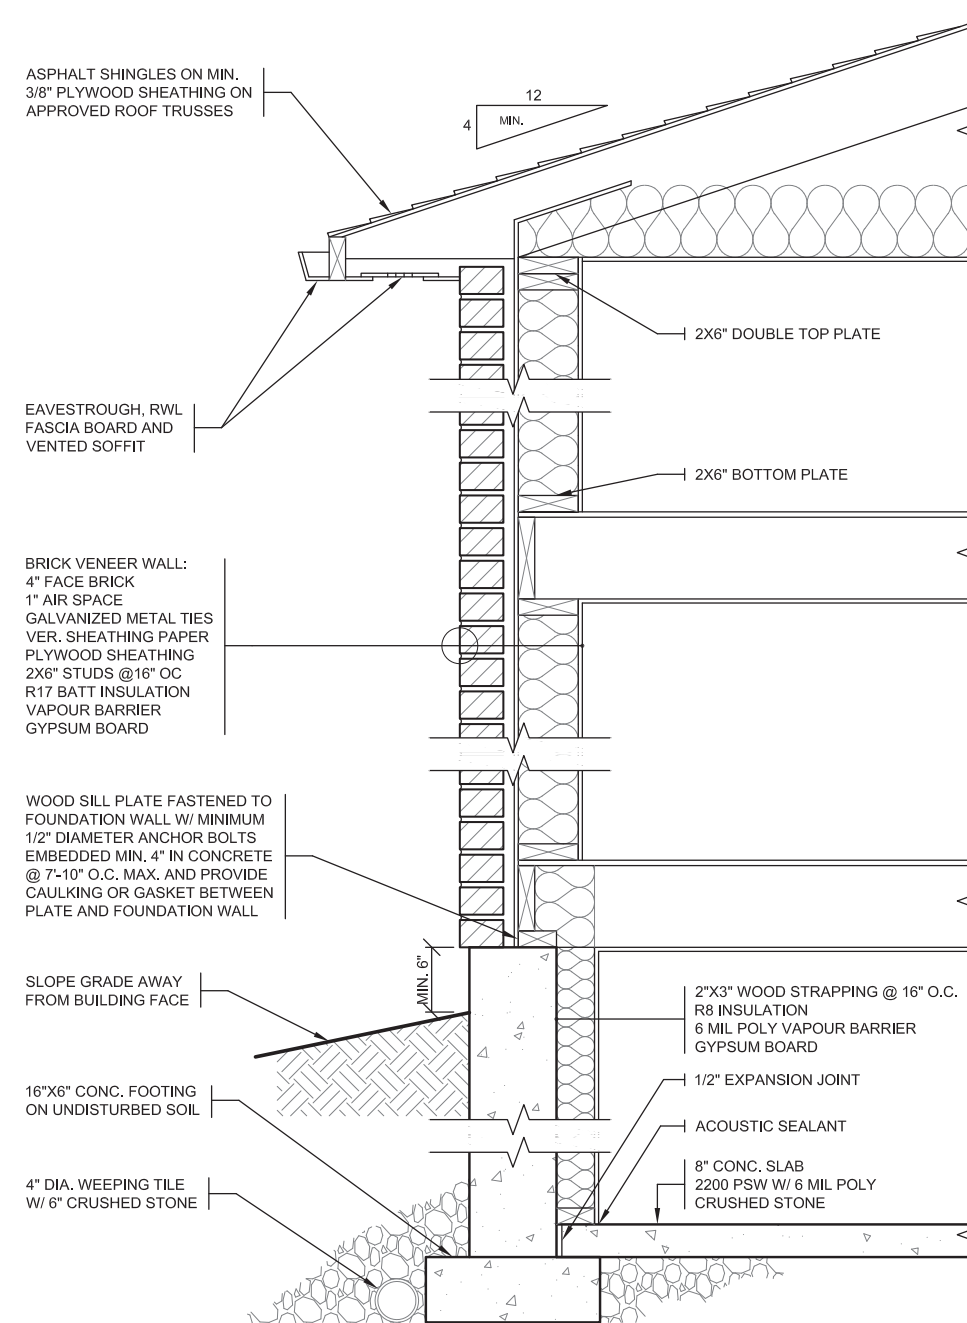 ASPHALT SHINGLES ON MIN.
3/8" PLYWOOD SHEATHING ON
APPROVED ROOF TRUSSES
12
4
MIN.
2X6" DOUBLE TOP PLATE
EAVESTROUGH, RWL
FASCIA BOARD AND
VENTED SOFFIT
2X6" BOTTOM PLATE
BRICK VENEER WALL:
4" FACE BRICK
1" AIR SPACE
GALVANIZED METAL TIES
VER. SHEATHING PAPER
PLYWOOD SHEATHING
2X6" STUDS @16" OC
R17 BATT INSULATION
VAPOUR BARRIER
GYPSUM BOARD
WOOD SILL PLATE FASTENED TO
FOUNDATION WALL W/ MINIMUM
1/2" DIAMETER ANCHOR BOLTS
EMBEDDED MIN. 4" IN CONCRETE
@ 7'-10" O.C. MAX. AND PROVIDE
CAULKING OR GASKET BETWEEN
PLATE AND FOUNDATION WALL
MIN. 6"
SLOPE GRADE AWAY
FROM BUILDING FACE
2"X3" WOOD STRAPPING @ 16" O.C.
R8 INSULATION
6 MIL POLY VAPOUR BARRIER
GYPSUM BOARD
1/2" EXPANSION JOINT
16"X6" CONC. FOOTING
ON UNDISTURBED SOIL
ACOUSTIC SEALANT
8" CONC. SLAB
2200 PSW W/ 6 MIL POLY
CRUSHED STONE
4" DIA. WEEPING TILE
W/ 6" CRUSHED STONE